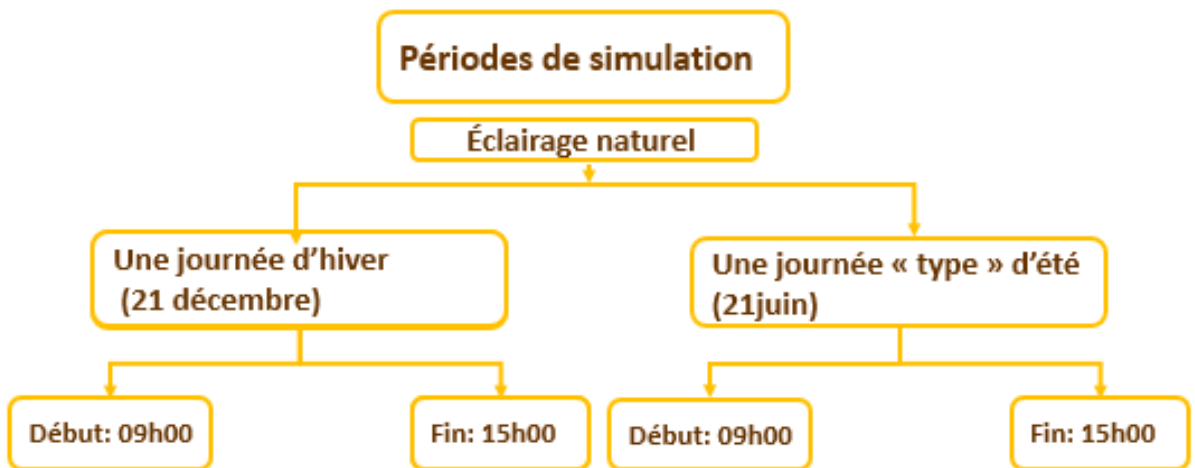 Périodes de simulation
Éclairage naturel
Une journée d’hiver
(21 décembre)
Une journée « type » d’été
(21juin)
Début: 09h00
Fin: 15h00
Début: 09h00
Fin: 15h00